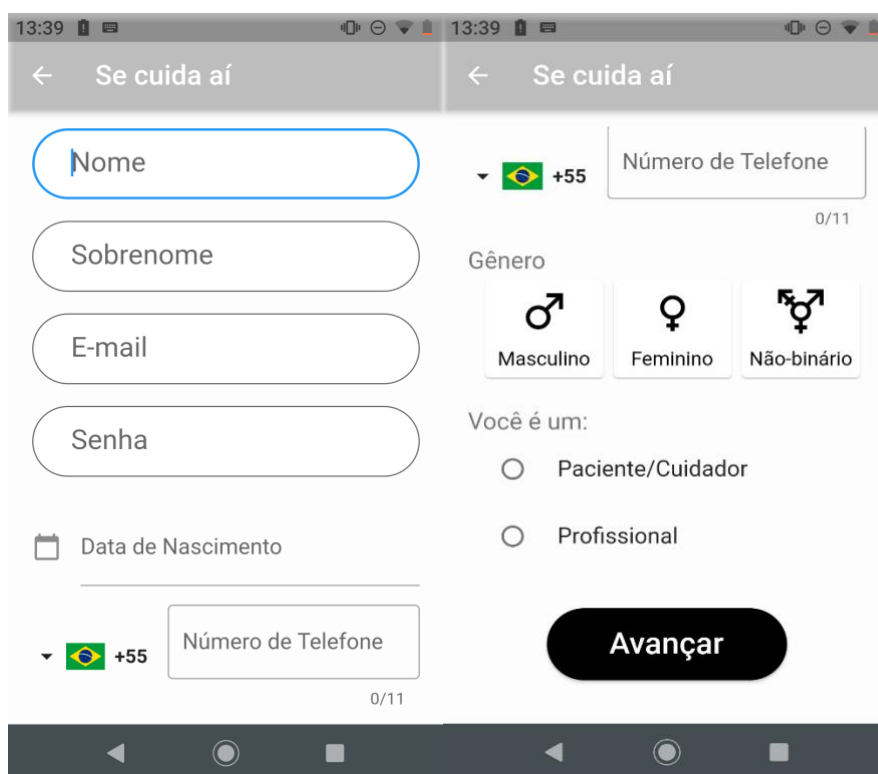 13:39
Se cuida aí
Nome
Sobrenome
E-mail
Senha
Data de Nascimento
+55
Número de Telefone
0/11
13:39
Se cuida aí
+55
Número de Telefone
0/11
Gênero
Masculino Feminino Não-binário
Você é um:
Paciente/Cuidador
Profissional
Avançar